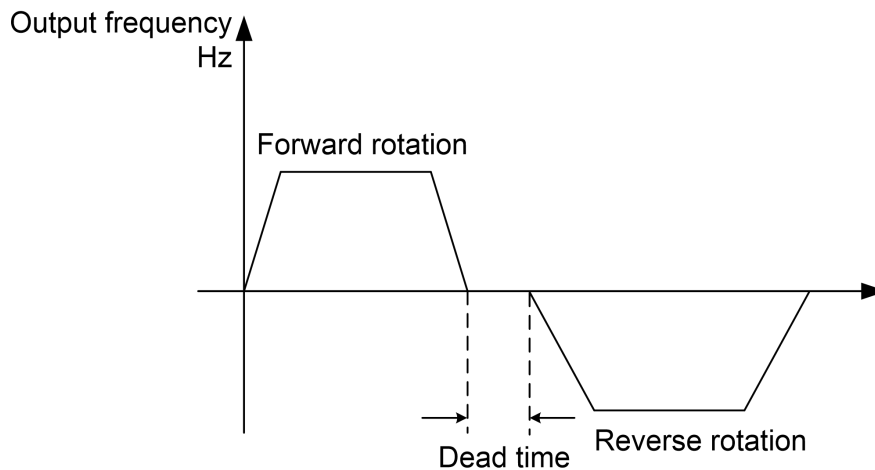 Output frequency
Hz
Forward rotation
Dead time
Reverse rotation